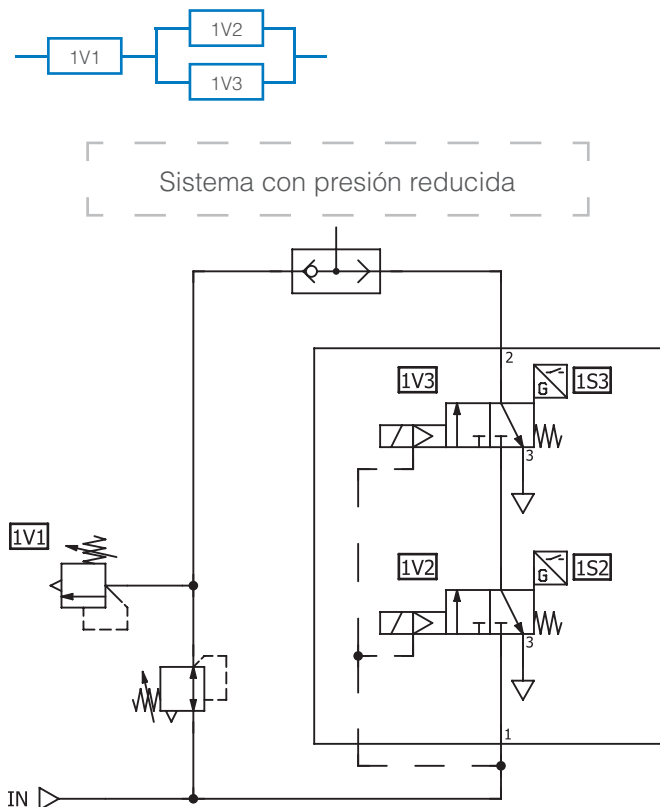 1V2
1V1
1V3
Sistema con presión reducida
2
1V3
G
1S3
3
1V1
1V2
G
1S2
3
1
IN